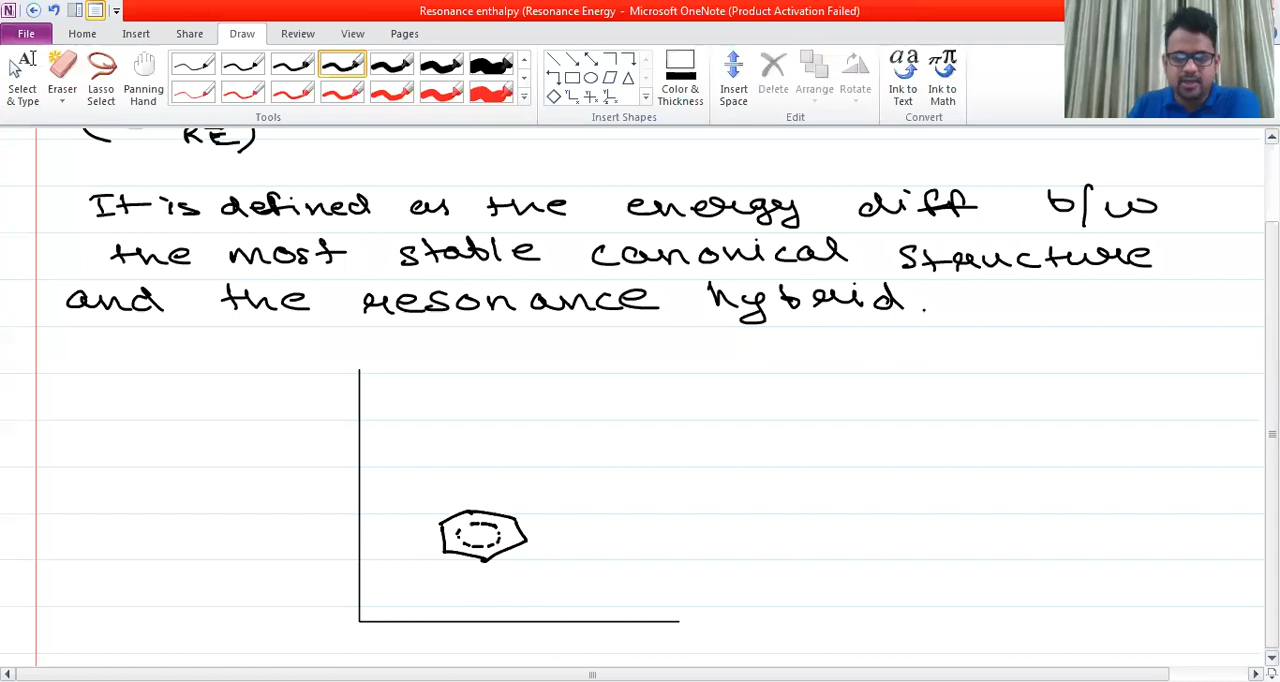 Resonance enthalpy (Resonance Energy - Microsoft OneNote (Product Activation Failed)
File Home Insert Share Draw Review View Pages
Select & Type
Eraser
Lasso Select
Panning Hand
Color & Thickness
Insert Space
Delete
Arrange
Rotate
Ink to Text
Ink to Math
Tools
Insert Shapes
Edit
Convert
RE)
It is defined as the energy diff b/w
the most stable canonical structure
and the resonance hybrid.